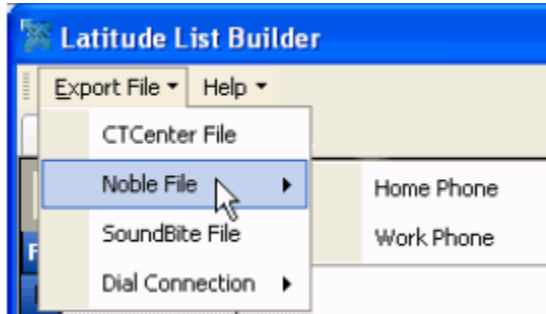 Latitude List Builder
Export File Help
CTCenter File
Noble File
Home Phone
SoundBite File
Work Phone
Dial Connection